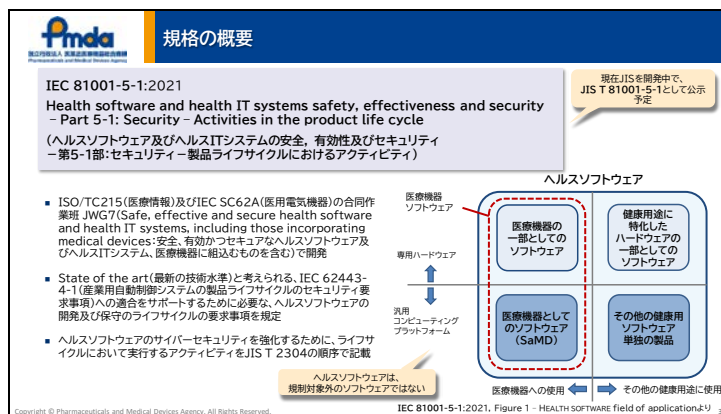 Pmda
独立行政法人 医薬品医療機器総合機構
Pharmaceuticals and Medical Devices Agency
規格の概要
IEC 81001-5-1:2021
Health software and health IT systems safety, effectiveness and security
– Part 5-1: Security – Activities in the product life cycle
(ヘルスソフトウェア及びヘルスITシステムの安全, 有効性及びセキュリティ
－第5-1部:セキュリティ－製品ライフサイクルにおけるアクティビティ)
現在JISを開発中で、
JIS T 81001-5-1として公示
予定
■ ISO/TC215(医療情報)及びIEC SC62A(医用電気機器)の合同作
業班 JWG7(Safe, effective and secure health software
and health IT systems, including those incorporating
medical devices:安全、有効かつセキュアなヘルスソフトウェア及
びヘルスITシステム、医療機器に組込むものを含む)で開発
■ State of the art(最新の技術水準)と考えられる、IEC 62443-
4-1(産業用自動制御システムの製品ライフサイクルのセキュリティ要
求事項)への適合をサポートするために必要な、ヘルスソフトウェアの
開発及び保守のライフサイクルの要求事項を規定
■ ヘルスソフトウェアのサイバーセキュリティを強化するために、ライフサ
イクルにおいて実行するアクティビティをJIS T 2304の順序で記載
ヘルスソフトウェアは、
規制対象外のソフトウェアではない
ヘルスソフトウェア
医療機器
ソフトウェア
専用ハードウェア
汎用
コンピューティング
プラットフォーム
医療機器の
一部としての
ソフトウェア
健康用途に
特化した
ハードウェアの
一部としての
ソフトウェア
医療機器として
のソフトウェア
(SaMD)
その他の健康用
ソフトウェア
単独の製品
医療機器への使用
その他の健康用途に使用
IEC 81001-5-1:2021, Figure 1 – HEALTH SOFTWARE field of applicationより
Copyright © Pharmaceuticals and Medical Devices Agency. All Rights Reserved.